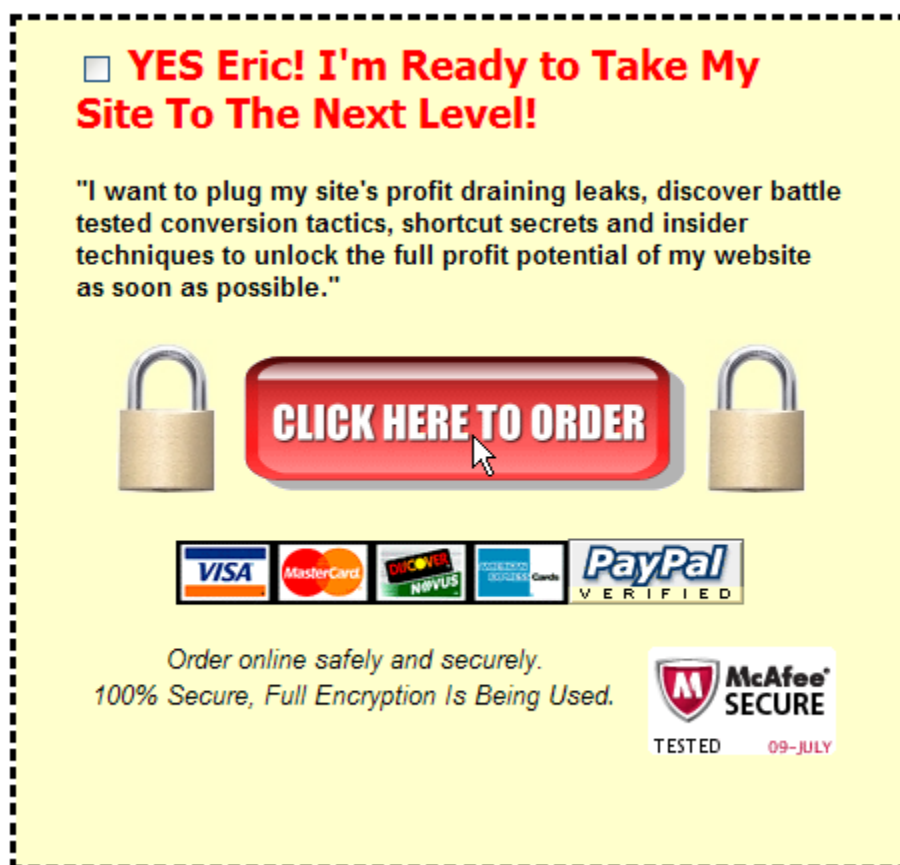 YES Eric! I'm Ready to Take My
Site To The Next Level!
"I want to plug my site's profit draining leaks, discover battle
tested conversion tactics, shortcut secrets and insider
techniques to unlock the full profit potential of my website
as soon as possible."
CLICK HERE TO ORDER
VISA MasterCard DISCOVER NOVUS AMERICAN EXPRESS Cards PayPal VERIFIED
Order online safely and securely.
100% Secure, Full Encryption Is Being Used.
McAfee®
SECURE
TESTED 09-JULY